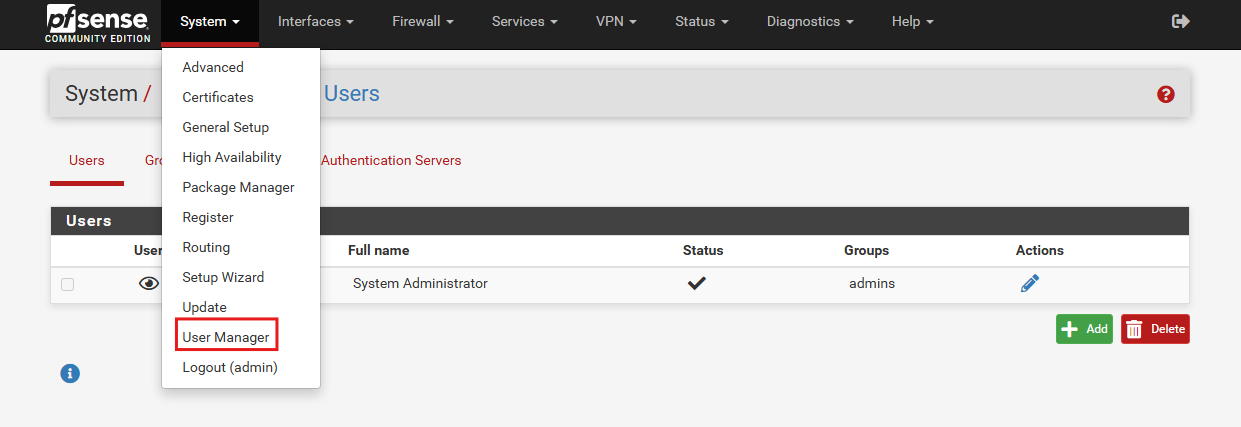 pfsense
COMMUNITY EDITION
System Interfaces Firewall Services VPN Status Diagnostics Help
Advanced
Certificates
General Setup
High Availability
Package Manager
Register
Routing
Setup Wizard
Update
User Manager
Logout (admin)
System / Users
Users Authentication Servers
Users
Full name Status Groups Actions
System Administrator admins
Add Delete